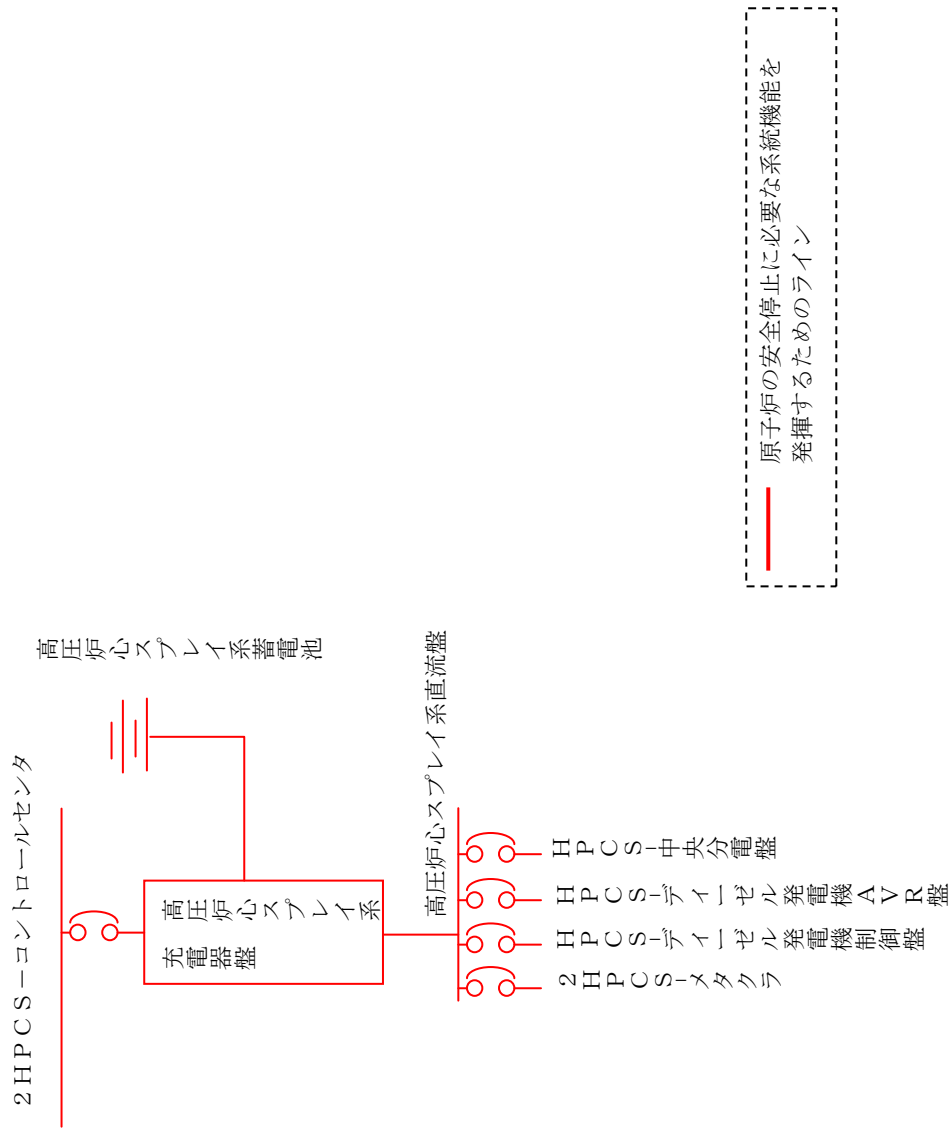 2HPCS－コントロールセンタ
高圧炉心スプレイ系蓄電池
高圧炉心スプレイ系
充電器盤
高圧炉心スプレイ系直流盤
2HPCS-メタクラ
HPCS-ディーゼル発電機制御盤
HPCS-ディーゼル発電機AVR盤
HPCS-中央分電盤
原子炉の安全停止に必要な系統機能を
発揮するためのライン